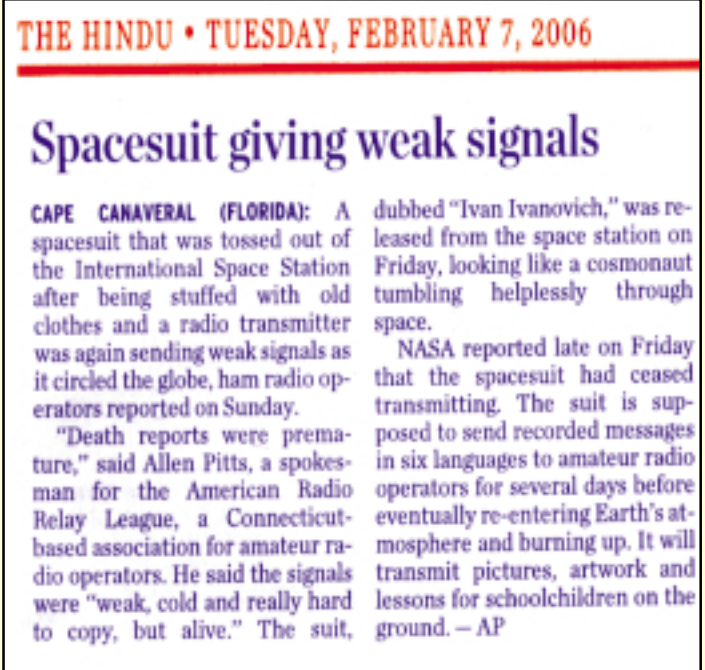 THE HINDU • TUESDAY, FEBRUARY 7, 2006
Spacesuit giving weak signals
CAPE CANAVERAL (FLORIDA): A
spacesuit that was tossed out of
the International Space Station
after being stuffed with old
clothes and a radio transmitter
was again sending weak signals as
it circled the globe, ham radio op-
erators reported on Sunday.
“Death reports were prema-
ture,” said Allen Pitts, a spokes-
man for the American Radio
Relay League, a Connecticut-
based association for amateur ra-
dio operators. He said the signals
were “weak, cold and really hard
to copy, but alive.” The suit,
dubbed “Ivan Ivanovich,” was re-
leased from the space station on
Friday, looking like a cosmonaut
tumbling helplessly through
space.
NASA reported late on Friday
that the spacesuit had ceased
transmitting. The suit is sup-
posed to send recorded messages
in six languages to amateur radio
operators for several days before
eventually re-entering Earth’s at-
mosphere and burning up. It will
transmit pictures, artwork and
lessons for schoolchildren on the
ground. — AP